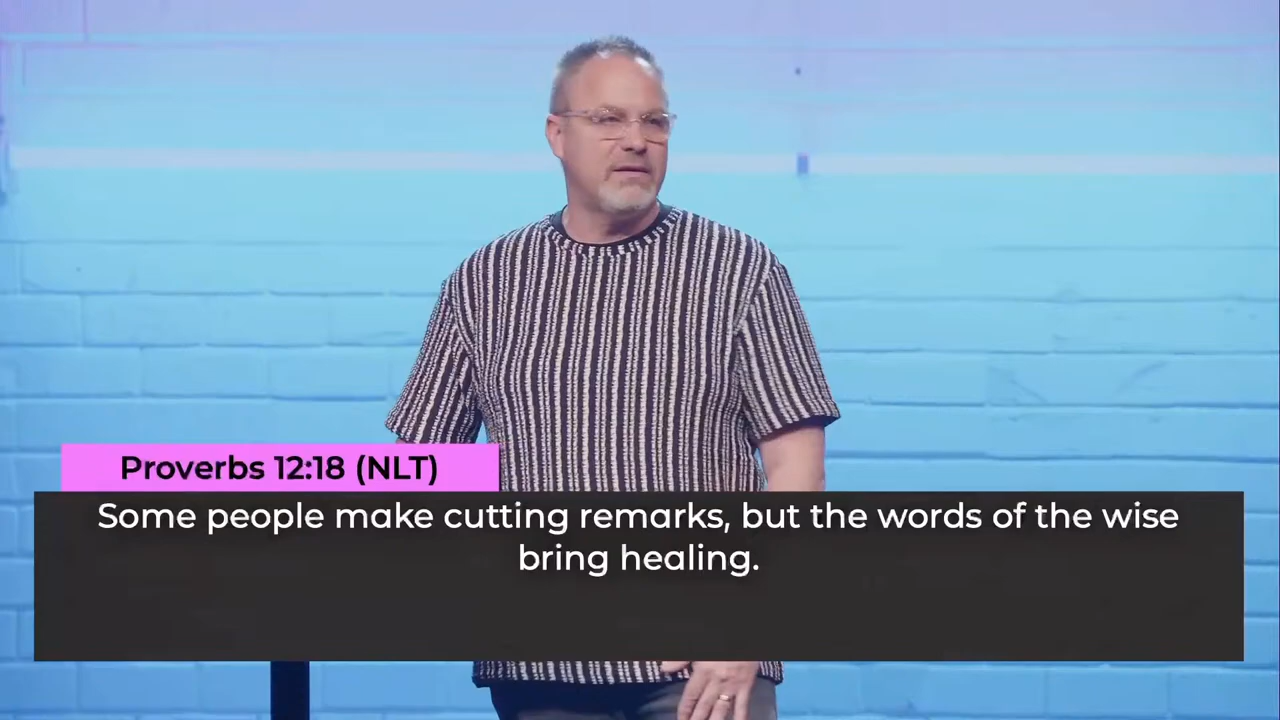 Proverbs 12:18 (NLT)
Some people make cutting remarks, but the words of the wise
bring healing.